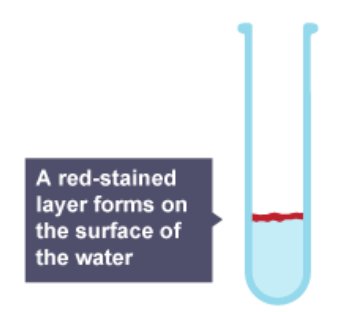 A red-stained
layer forms on
the surface of
the water